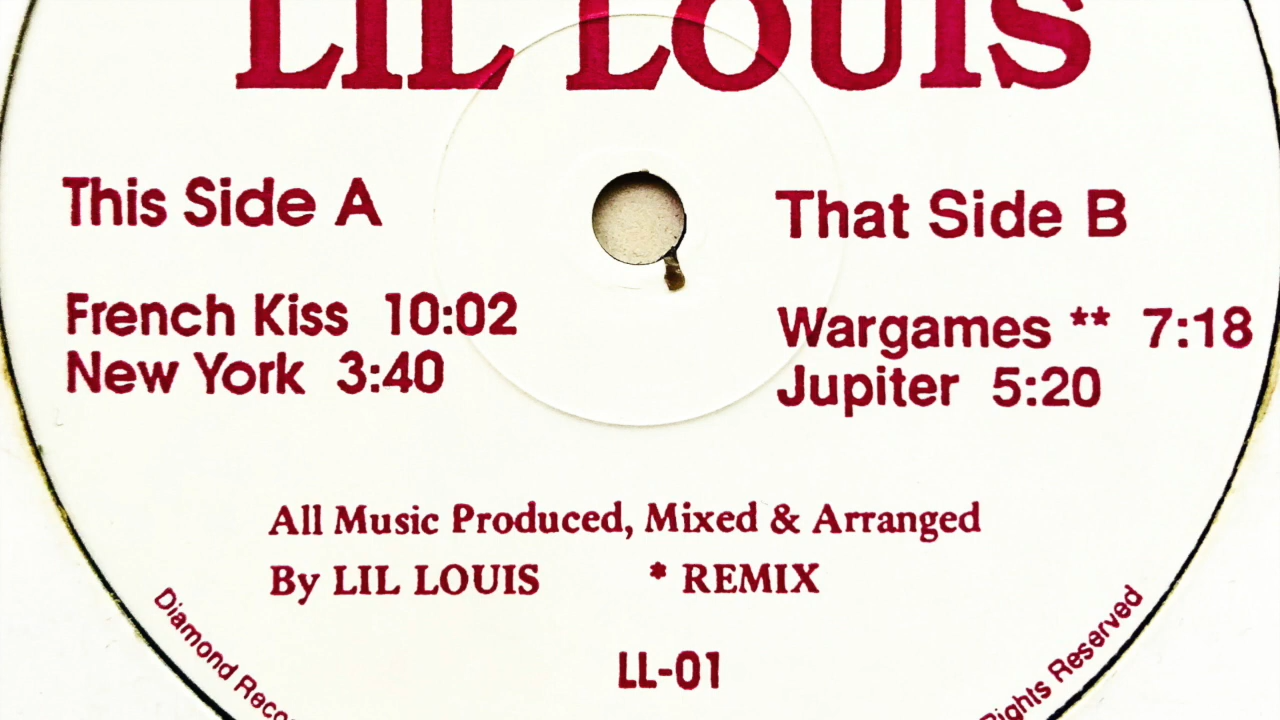 LIL LOUIS
This Side A
French Kiss 10:02
New York 3:40
That Side B
Wargames ** 7:18
Jupiter 5:20
All Music Produced, Mixed & Arranged
By LIL LOUIS * REMIX
LL-01
Diamond
Rights Reserved